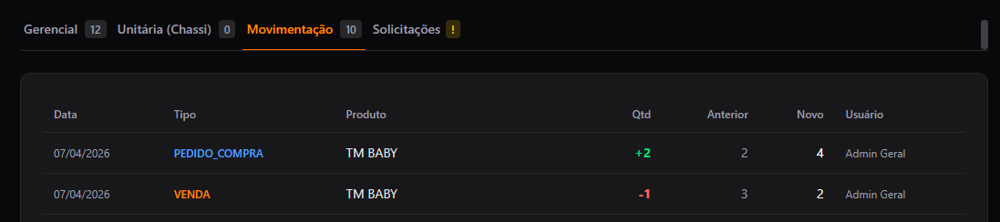 Gerencial 12 Unitária (Chassi) 0 Movimentação 10 Solicitações !
Data Tipo Produto Qtd Anterior Novo Usuário
07/04/2026 PEDIDO_COMPRA TM BABY +2 2 4 Admin Geral
07/04/2026 VENDA TM BABY -1 3 2 Admin Geral